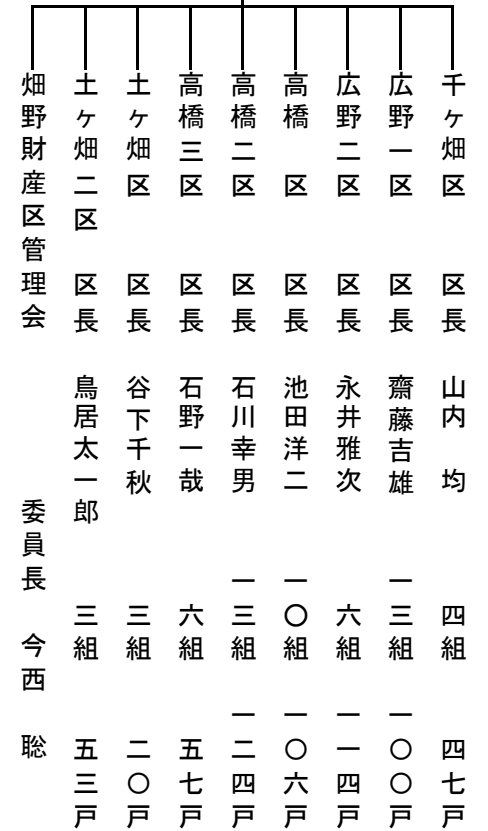 千ヶ畑区 区長 山内 均 四組 四七戸
広野一区 区長 齋藤吉雄 一三組 一〇〇戸
広野二区 区長 永井雅次 六組 一一四戸
高橋 区 区長 池田洋二 一〇組 一〇六戸
高橋二区 区長 石川幸男 一三組 一二四戸
高橋三区 区長 石野一哉 六組 五七戸
土ヶ畑区 区長 谷下千秋 三組 二〇戸
土ヶ畑二区 区長 鳥居太一郎 三組 五三戸
畑野財産区管理会 委員長 今西 聡